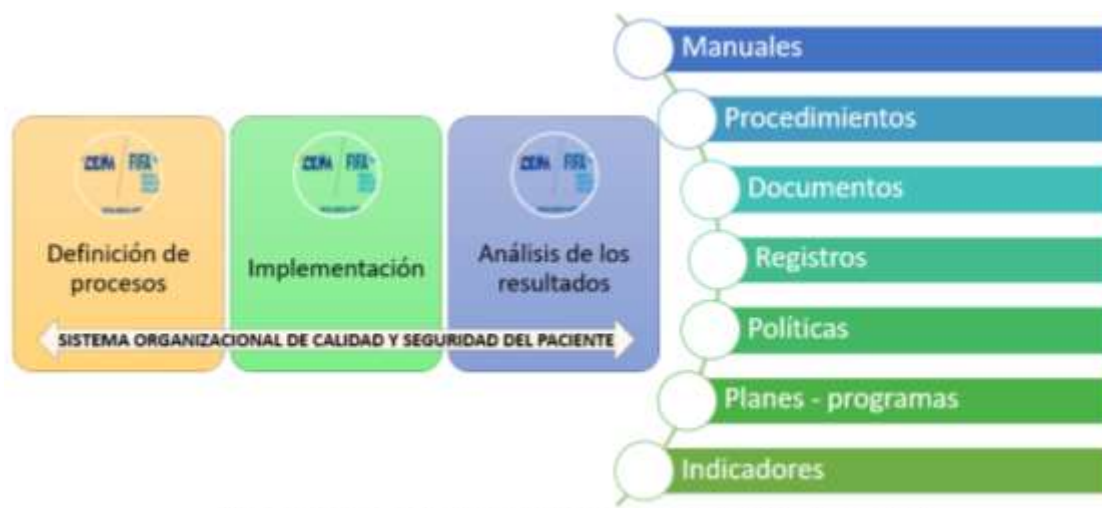 Definición de
procesos
Implementación
Análisis de los
resultados
SISTEMA ORGANIZACIONAL DE CALIDAD Y SEGURIDAD DEL PACIENTE
Manuales
Procedimientos
Documentos
Registros
Políticas
Planes - programas
Indicadores